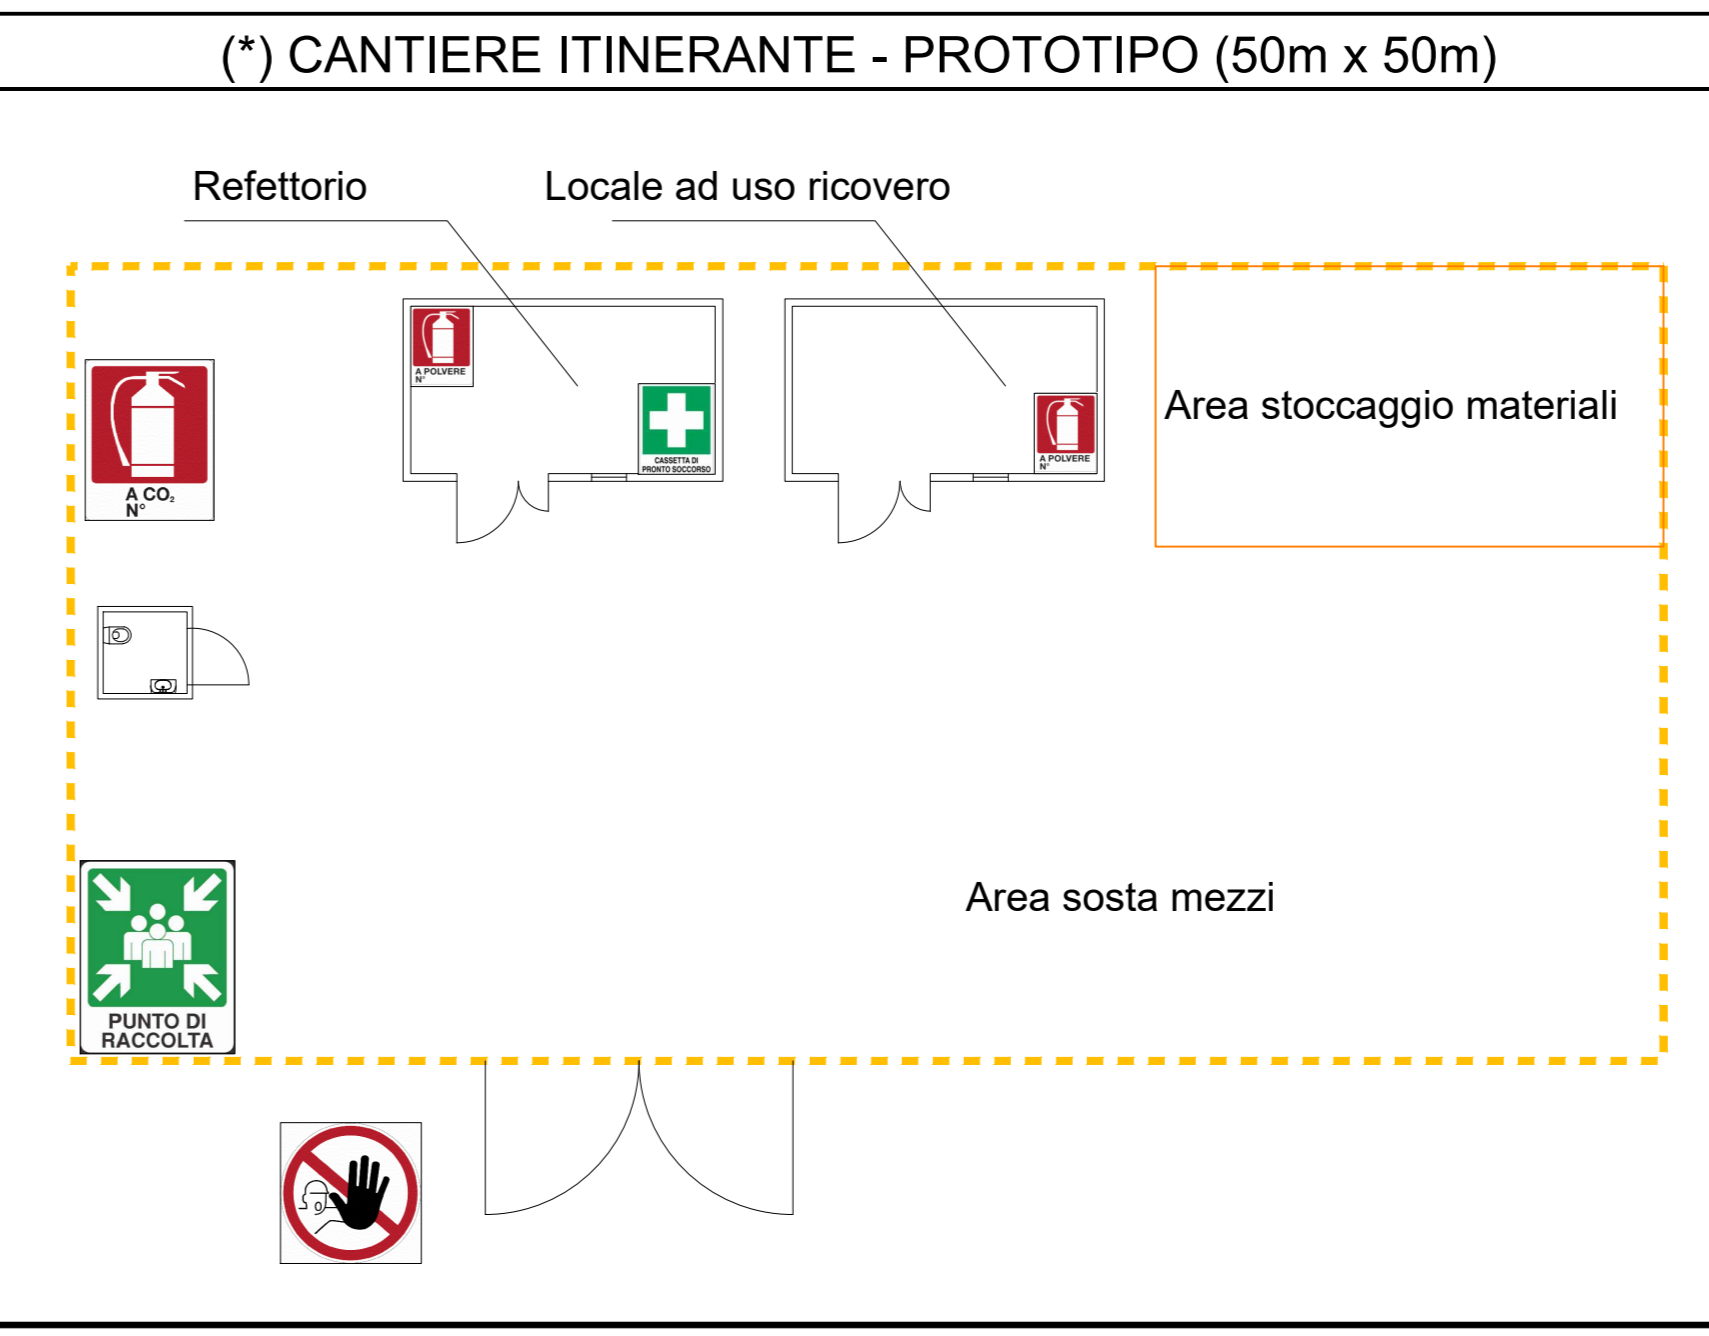 (*) CANTIERE ITINERANTE - PROTOTIPO (50m x 50m)
Refettorio
Locale ad uso ricovero
A POLVERE
N°
CASSETTA DI
PRONTO SOCCORSO
A POLVERE
N°
Area stoccaggio materiali
A CO₂
N°
Area sosta mezzi
PUNTO DI
RACCOLTA